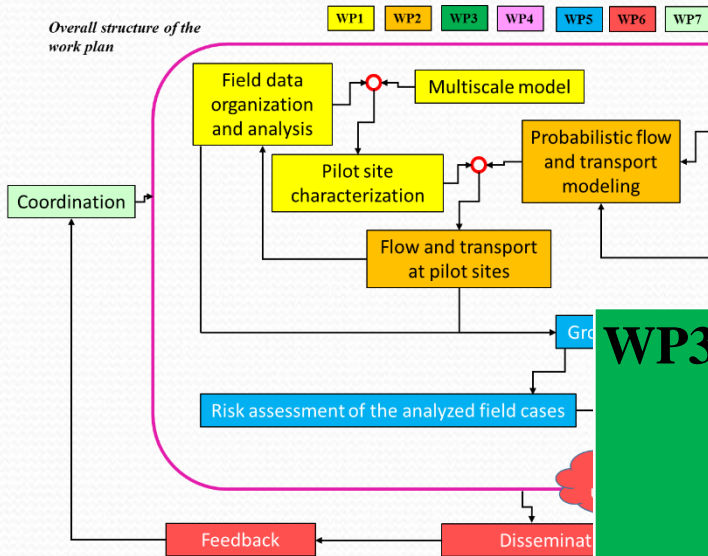 Overall structure of the
work plan
WP1 WP2 WP3 WP4 WP5 WP6 WP7
Field data
organization
and analysis
Multiscale model
Pilot site
characterization
Probabilistic flow
and transport
modeling
Coordination
Flow and transport
at pilot sites
WP3
Risk assessment of the analyzed field cases
Feedback